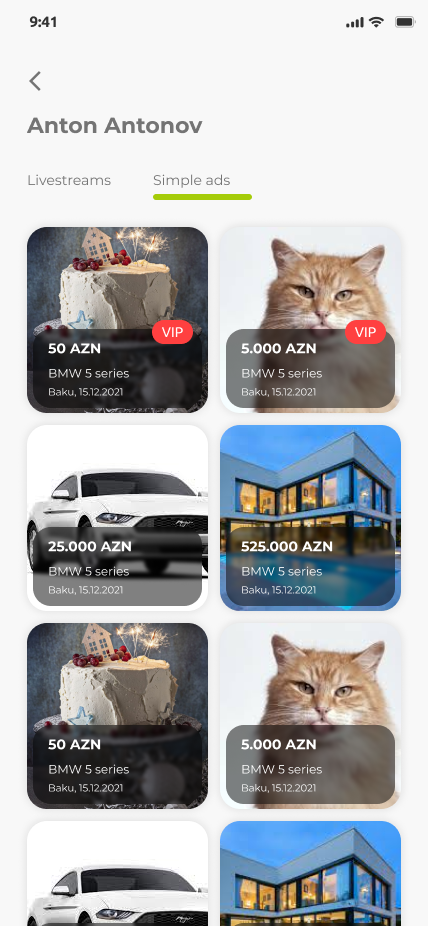 9:41
Anton Antonov
Livestreams
Simple ads
VIP
50 AZN
BMW 5 series
Baku, 15.12.2021
VIP
5.000 AZN
BMW 5 series
Baku, 15.12.2021
25.000 AZN
BMW 5 series
Baku, 15.12.2021
525.000 AZN
BMW 5 series
Baku, 15.12.2021
50 AZN
BMW 5 series
Baku, 15.12.2021
5.000 AZN
BMW 5 series
Baku, 15.12.2021